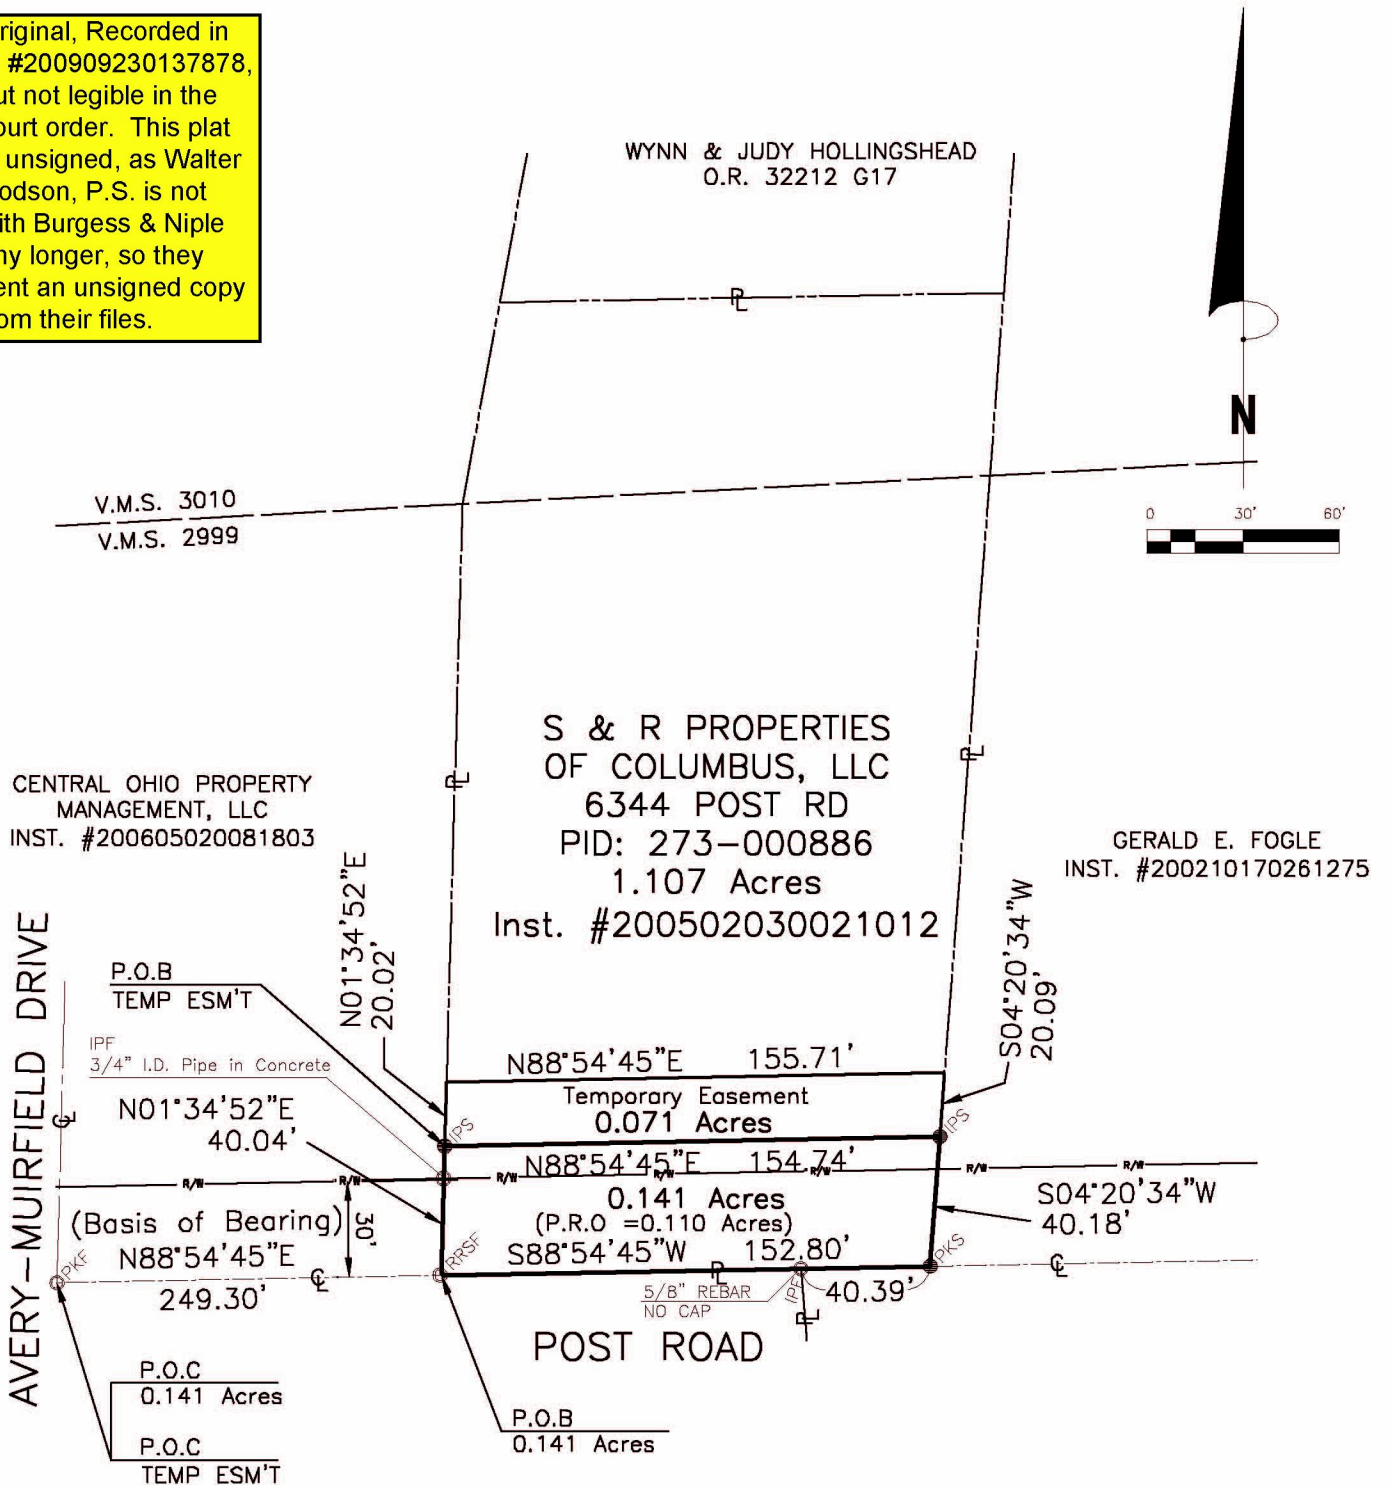 riginal, Recorded in
#200909230137878,
ut not legible in the
ourt order. This plat
unsigned, as Walter
odson, P.S. is not
ith Burgess & Niple
ny longer, so they
ent an unsigned copy
om their files.
WYNN & JUDY HOLLINGSHEAD
O.R. 32212 G17
PL
N
0 30' 60'
V.M.S. 3010
V.M.S. 2999
S & R PROPERTIES
OF COLUMBUS, LLC
6344 POST RD
PID: 273-000886
1.107 Acres
Inst. #200502030021012
PL
PL
CENTRAL OHIO PROPERTY
MANAGEMENT, LLC
INST. #200605020081803
GERALD E. FOGLE
INST. #200210170261275
N01°34'52"E
20.02'
S04°20'34"W
20.09'
AVERY-MUIRFIELD DRIVE
P.O.B
TEMP ESM'T
IPF
3/4" I.D. Pipe in Concrete
N01°34'52"E
40.04'
CL
N88°54'45"E 155.71'
Temporary Easement
0.071 Acres
IPS
IPS
N88°54'45"E 154.74'
R/W R/W R/W R/W R/W R/W R/W
0.141 Acres
(P.R.O =0.110 Acres)
S88°54'45"W 152.80'
S04°20'34"W
40.18'
(Basis of Bearing)
30'
N88°54'45"E
249.30'
CL
PKF
RRSF
PKS
PL
CL
5/8" REBAR
NO CAP
IPF
40.39'
PL
POST ROAD
P.O.C
0.141 Acres
P.O.C
TEMP ESM'T
P.O.B
0.141 Acres